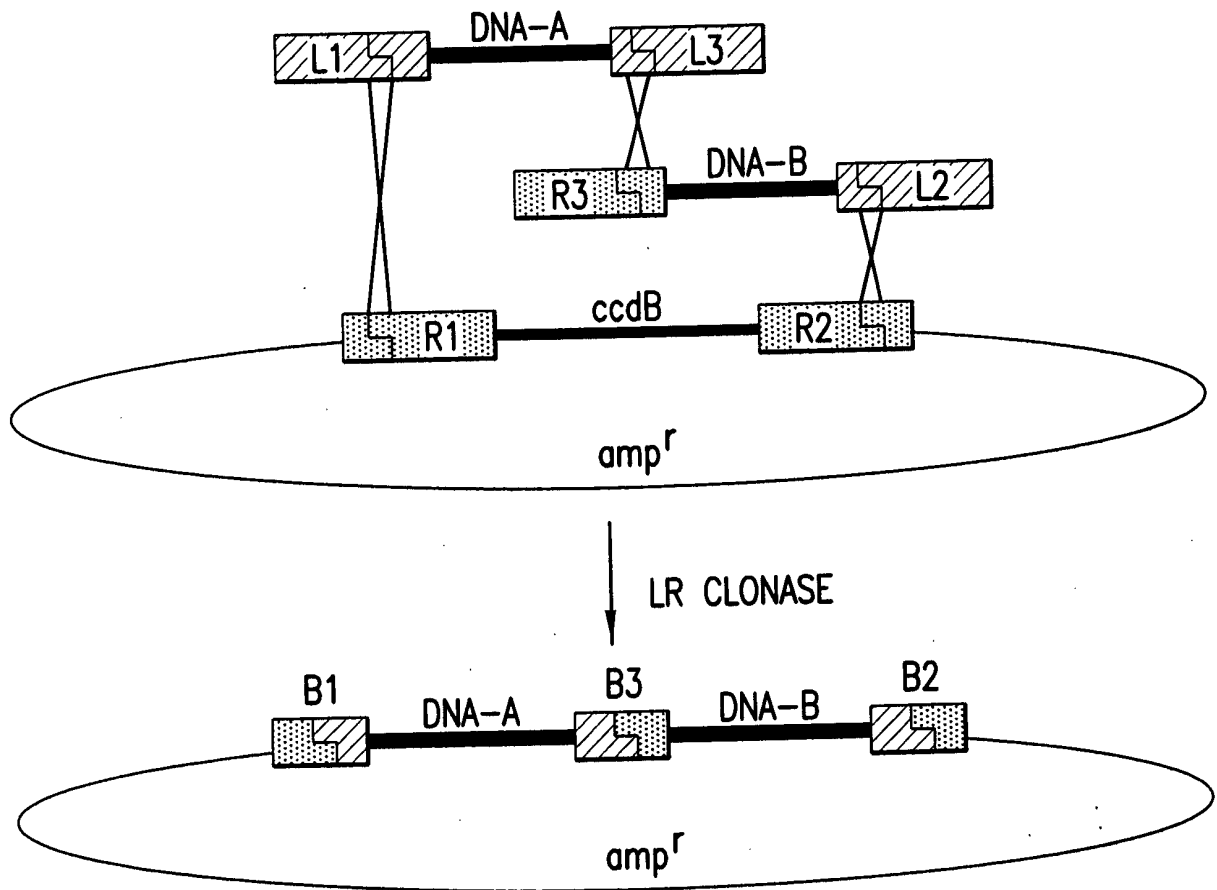 DNA-A
L1
L3
DNA-B
R3
L2
ccdB
R1
R2
amp^r
LR CLONASE
B1
B3
B2
DNA-A
DNA-B
amp^r